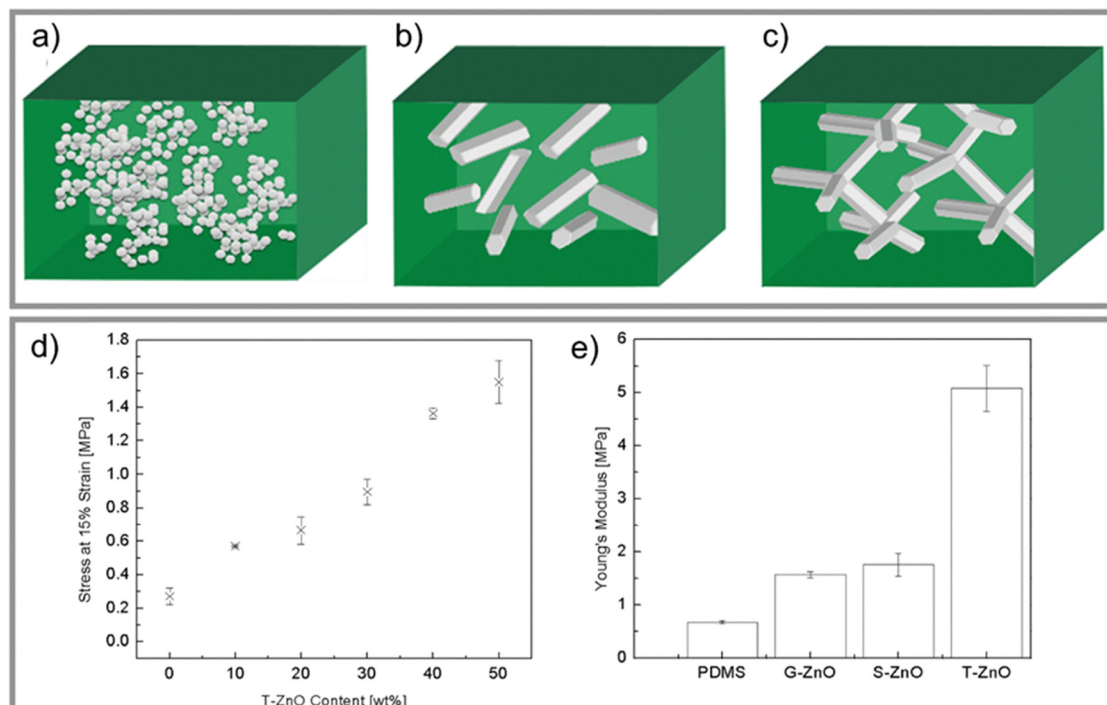 a)
b)
c)
d)
1.8
1.6
1.4
1.2
1.0
0.8
0.6
0.4
0.2
0.0
Stress at 15% Strain [MPa]
0 10 20 30 40 50
T-ZnO Content [wt%]
e)
6
5
4
3
2
1
0
Young's Modulus [MPa]
PDMS G-ZnO S-ZnO T-ZnO